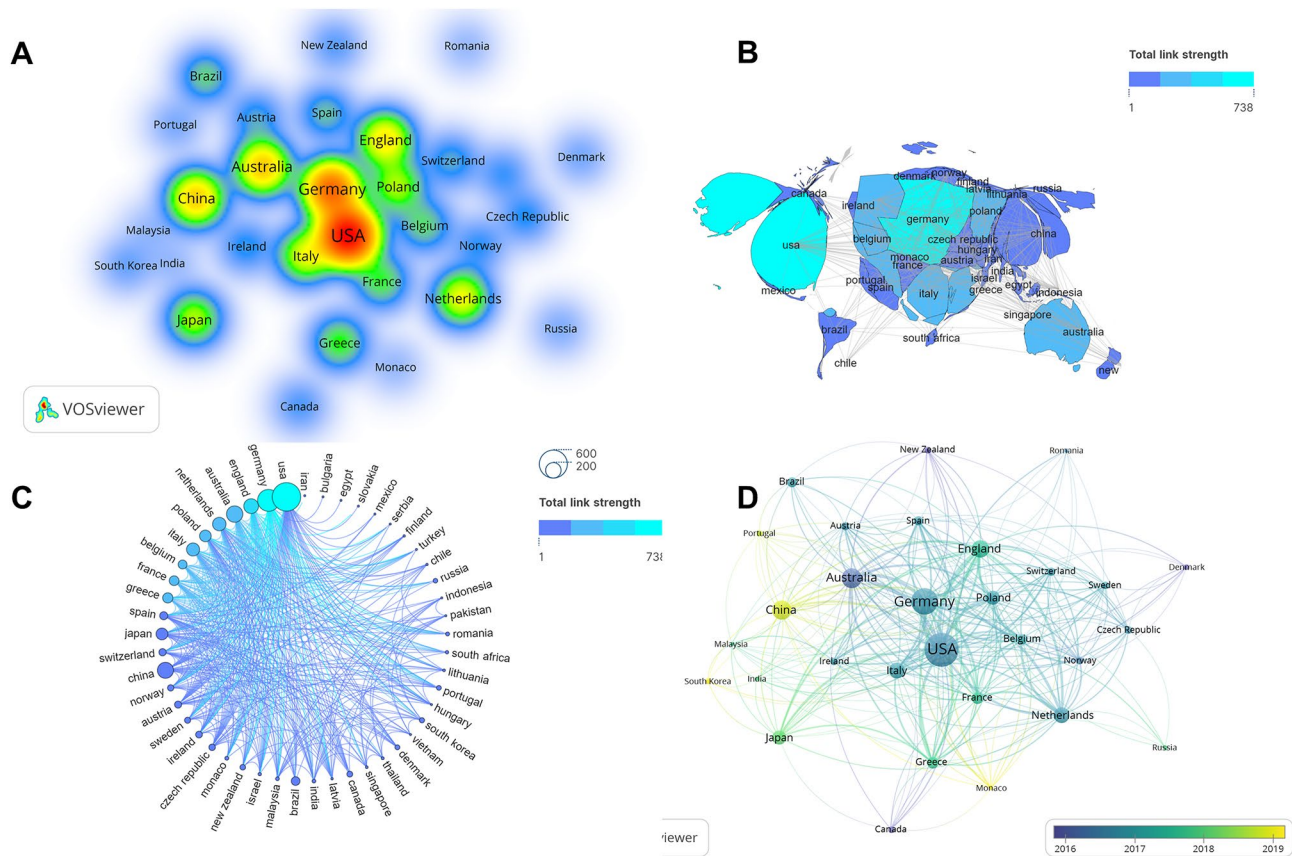 A
New Zealand
Romania
Brazil
Portugal
Austria
Spain
England
Switzerland
Denmark
Australia
Germany
Poland
China
Czech Republic
Malaysia
Belgium
USA
Ireland
Norway
Italy
South Korea
India
France
Netherlands
Japan
Russia
Greece
Monaco
Canada
VOSviewer
B
Total link strength
1
738
canada
denmark
norway
finland
latvia
lithuania
russia
ireland
poland
germany
usa
belgium
czech republic
china
hungary
monaco
france
austria
iran
india
portugal
spain
israel
egypt
mexico
italy
greece
indonesia
singapore
brazil
south africa
australia
chile
new
C
600
200
Total link strength
1
738
usa
iran
bulgaria
egypt
slovakia
mexico
serbia
finland
turkey
chile
russia
indonesia
pakistan
romania
south africa
lithuania
portugal
hungary
south korea
vietnam
denmark
thailand
singapore
canada
latvia
india
brazil
malaysia
israel
new zealand
monaco
czech republic
ireland
sweden
austria
norway
china
switzerland
japan
spain
greece
france
belgium
italy
poland
netherlands
australia
england
germany
D
New Zealand
Romania
Brazil
Austria
Spain
Portugal
England
Switzerland
Denmark
Australia
Sweden
Germany
Poland
China
Czech Republic
Belgium
Malaysia
USA
Ireland
Norway
Italy
India
South Korea
France
Netherlands
Japan
Russia
Greece
Monaco
Canada
viewer
2016
2017
2018
2019